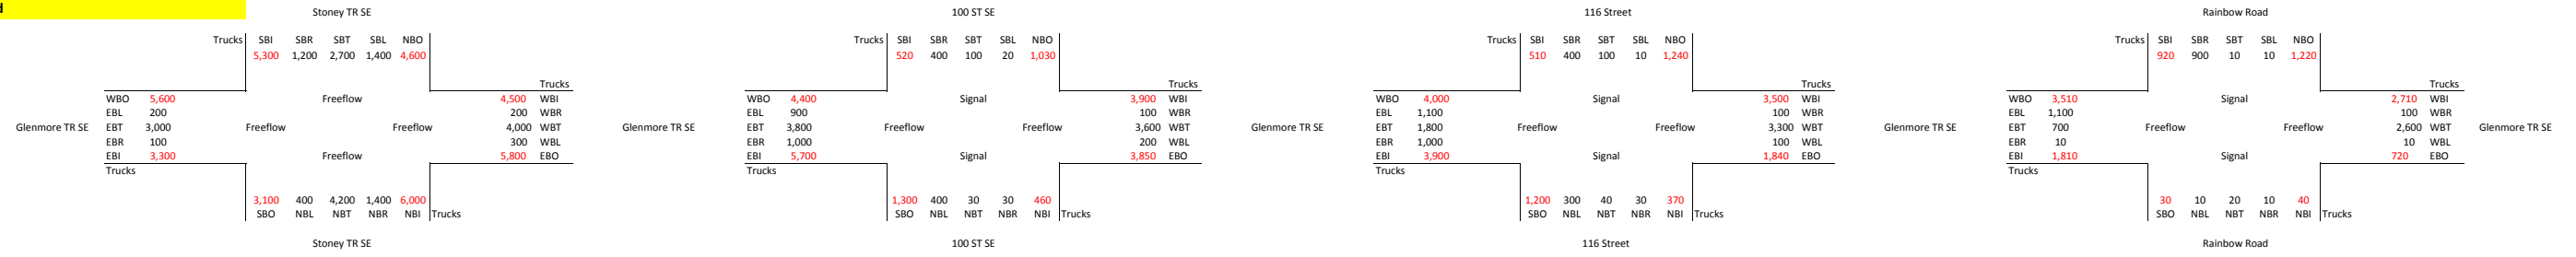 d
Stoney TR SE 100 ST SE 116 Street Rainbow Road
Trucks SBI SBR SBT SBL NBO Trucks SBI SBR SBT SBL NBO Trucks SBI SBR SBT SBL NBO Trucks SBI SBR SBT SBL NBO
5,300 1,200 2,700 1,400 4,600 520 400 100 20 1,030 510 400 100 10 1,240 920 900 10 10 1,220
Trucks Trucks Trucks Trucks
WBO 5,600 Freeflow 4,500 WBI WBO 4,400 Signal 3,900 WBI WBO 4,000 Signal 3,500 WBI WBO 3,510 Signal 2,710 WBI
EBL 200 200 WBR EBL 900 100 WBR EBL 1,100 100 WBR EBL 1,100 100 WBR
Glenmore TR SE EBT 3,000 Freeflow Freeflow 4,000 WBT Glenmore TR SE EBT 3,800 Freeflow Freeflow 3,600 WBT Glenmore TR SE EBT 1,800 Freeflow Freeflow 3,300 WBT Glenmore TR SE EBT 700 Freeflow Freeflow 2,600 WBT Glenmore TR SE
EBR 100 300 WBL EBR 1,000 200 WBL EBR 1,000 100 WBL EBR 10 10 WBL
EBI 3,300 Freeflow 5,800 EBO EBI 5,700 Signal 3,850 EBO EBI 3,900 Signal 1,840 EBO EBI 1,810 Signal 720 EBO
Trucks Trucks Trucks Trucks
3,100 400 4,200 1,400 6,000 1,300 400 30 30 460 1,200 300 40 30 370 30 10 20 10 40
SBO NBL NBT NBR NBI Trucks SBO NBL NBT NBR NBI Trucks SBO NBL NBT NBR NBI Trucks SBO NBL NBT NBR NBI Trucks
Stoney TR SE 100 ST SE 116 Street Rainbow Road